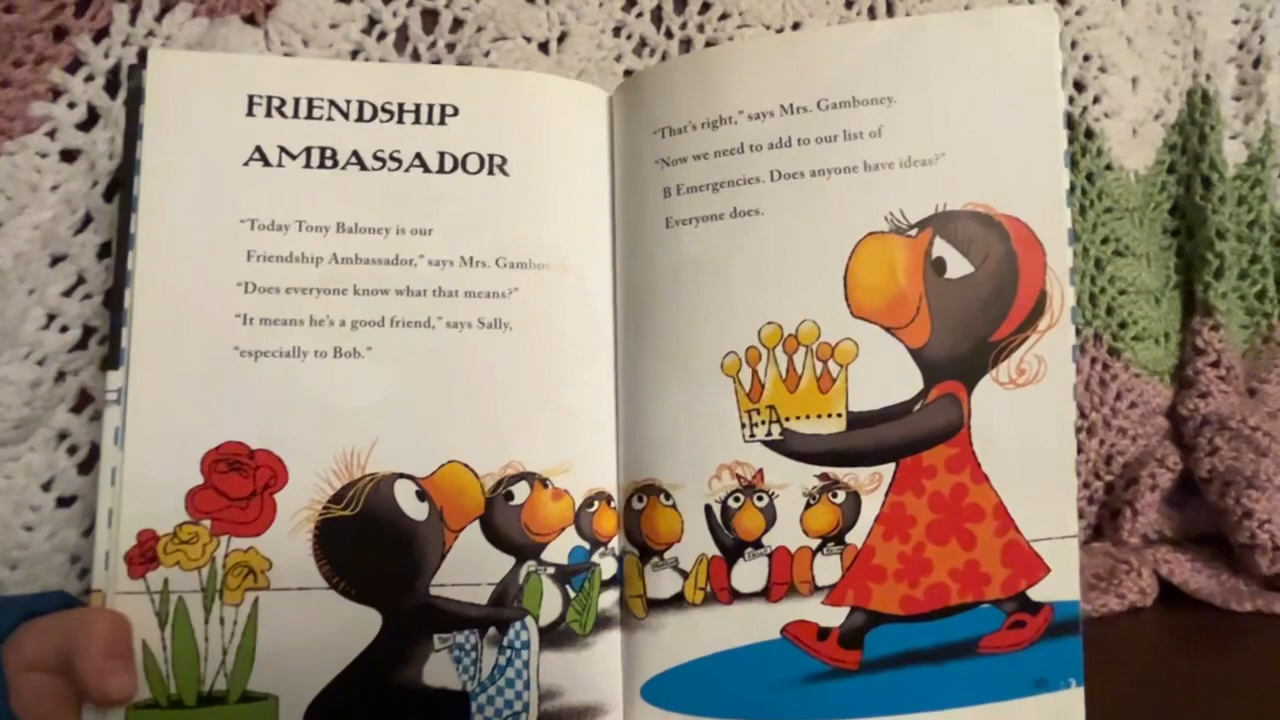 FRIENDSHIP
AMBASSADOR
"Today Tony Baloney is our
Friendship Ambassador," says Mrs. Gambo
"Does everyone know what that means?"
"It means he's a good friend," says Sally,
"especially to Bob."
"That's right," says Mrs. Gamboney.
"Now we need to add to our list of
B Emergencies. Does anyone have ideas?"
Everyone does.
F·A